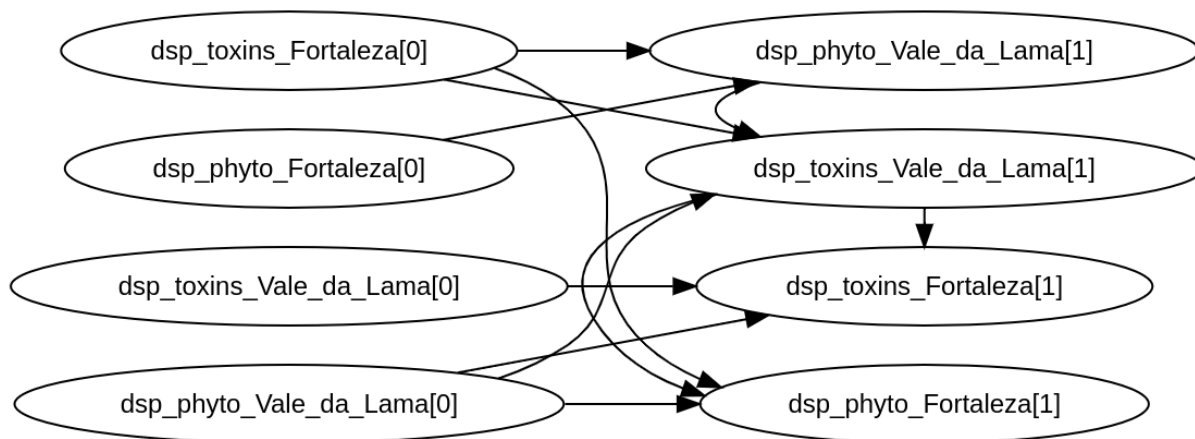 dsp_toxins_Fortaleza[0]
dsp_phyto_Vale_da_Lama[1]
dsp_phyto_Fortaleza[0]
dsp_toxins_Vale_da_Lama[1]
dsp_toxins_Vale_da_Lama[0]
dsp_toxins_Fortaleza[1]
dsp_phyto_Vale_da_Lama[0]
dsp_phyto_Fortaleza[1]